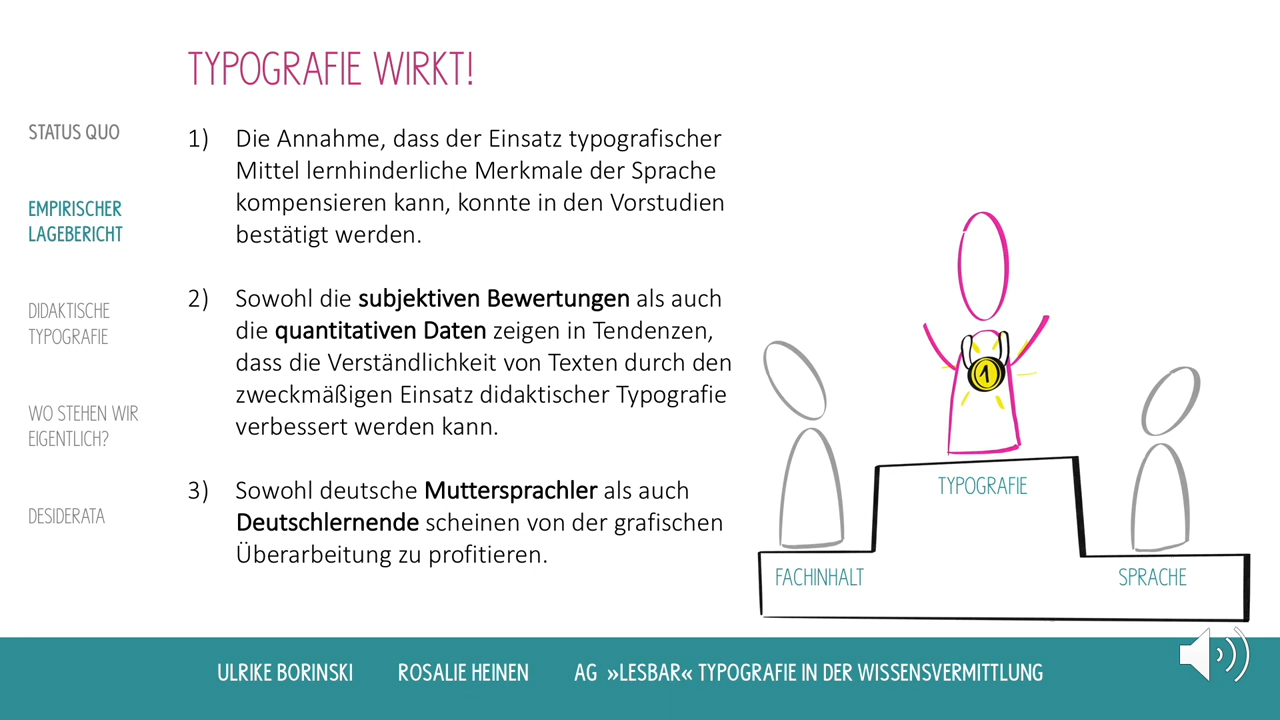 TYPOGRAFIE WIRKT!
STATUS QUO
EMPIRISCHER
LAGEBERICHT
DIDAKTISCHE
TYPOGRAFIE
WO STEHEN WIR
EIGENTLICH?
DESIDERATA
1) Die Annahme, dass der Einsatz typografischer
Mittel lernhinderliche Merkmale der Sprache
kompensieren kann, konnte in den Vorstudien
bestätigt werden.
2) Sowohl die subjektiven Bewertungen als auch
die quantitativen Daten zeigen in Tendenzen,
dass die Verständlichkeit von Texten durch den
zweckmäßigen Einsatz didaktischer Typografie
verbessert werden kann.
3) Sowohl deutsche Muttersprachler als auch
Deutschlernende scheinen von der grafischen
Überarbeitung zu profitieren.
1
TYPOGRAFIE
FACHINHALT
SPRACHE
ULRIKE BORINSKI ROSALIE HEINEN AG »LESBAR« TYPOGRAFIE IN DER WISSENSVERMITTLUNG